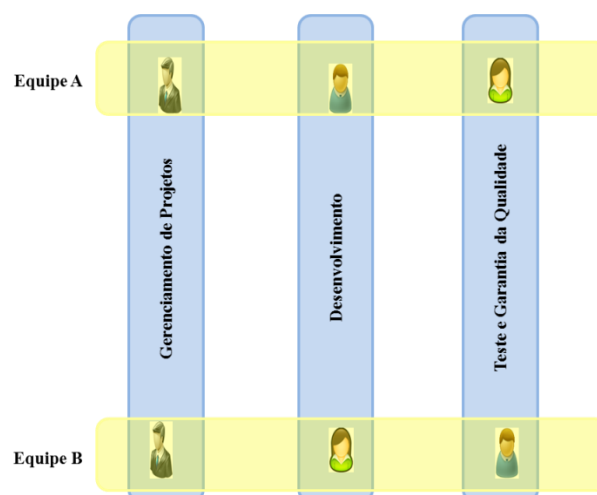 Equipe A
Gerenciamento de Projetos
Desenvolvimento
Teste e Garantia da Qualidade
Equipe B